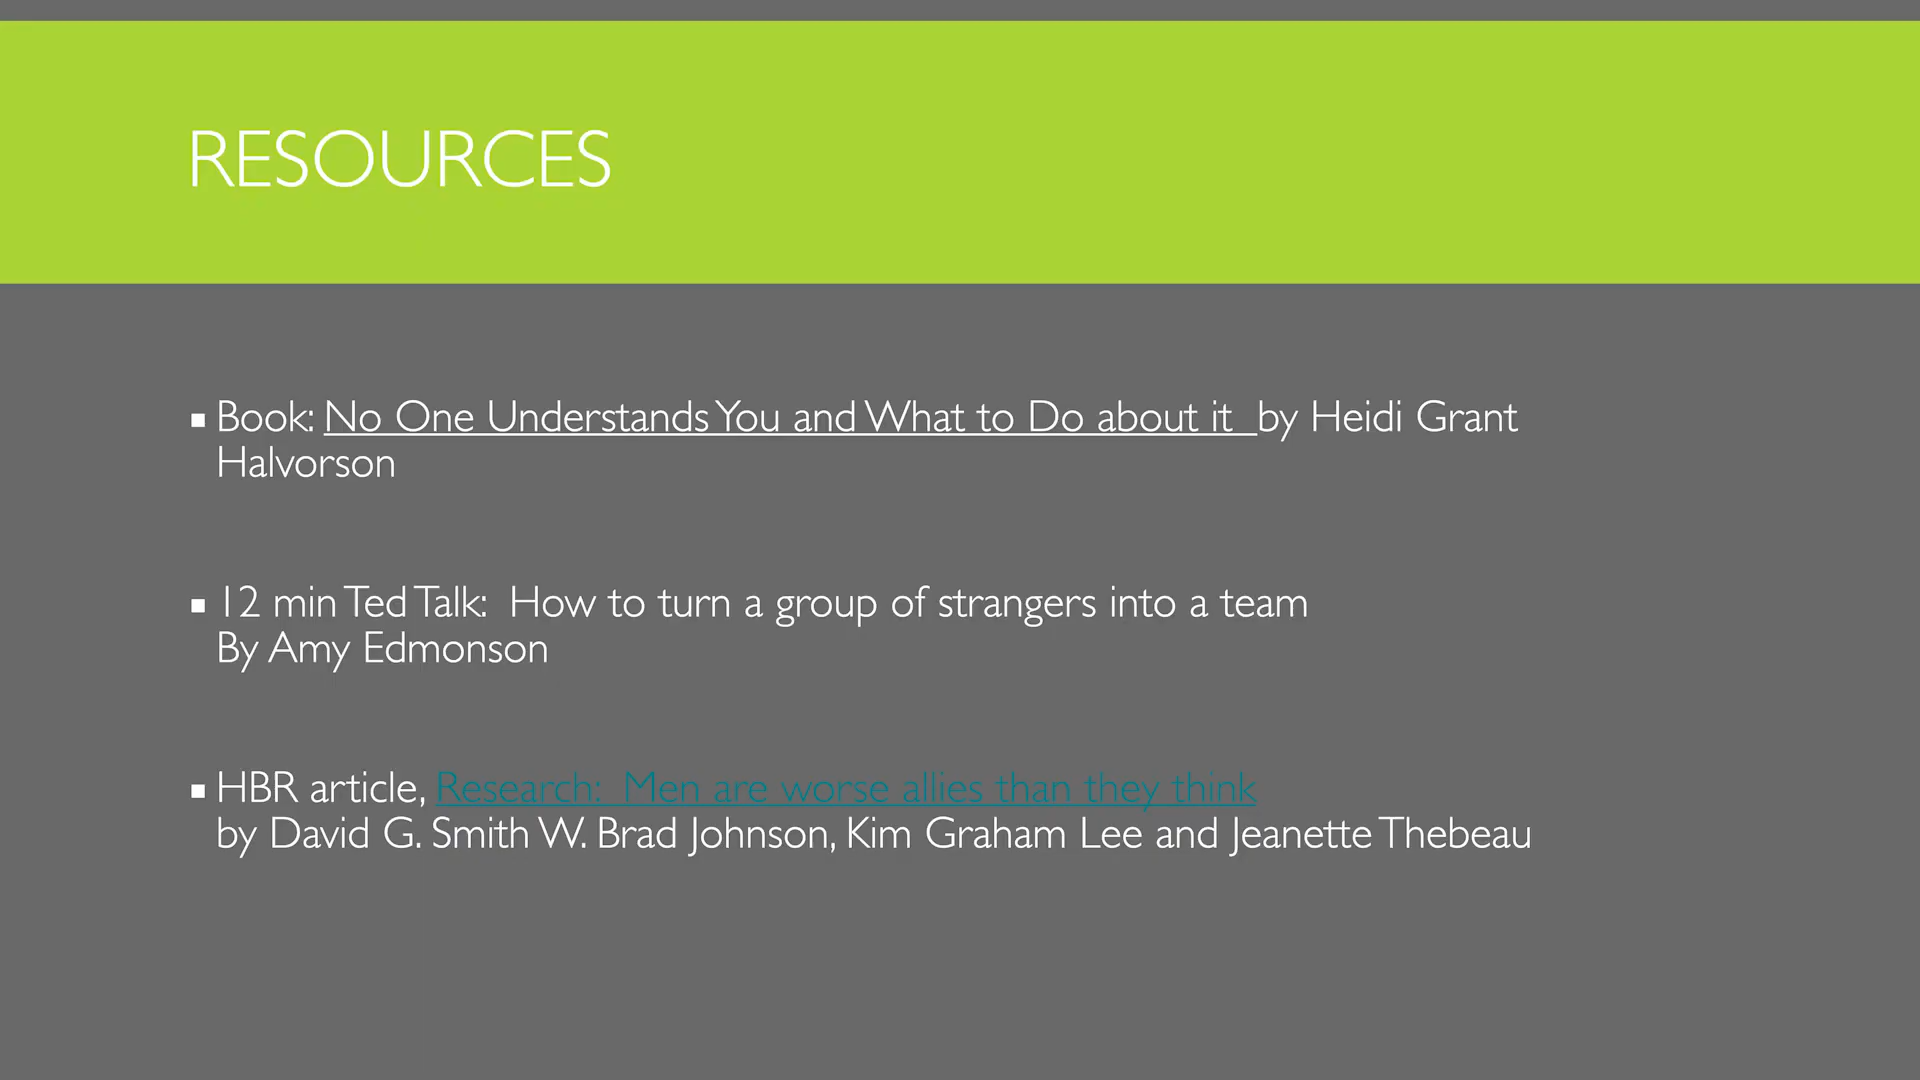 RESOURCES
▪ Book: No One Understands You and What to Do about it by Heidi Grant
Halvorson
▪ 12 min Ted Talk: How to turn a group of strangers into a team
By Amy Edmonson
▪ HBR article, Research: Men are worse allies than they think
by David G. Smith W. Brad Johnson, Kim Graham Lee and Jeanette Thebeau